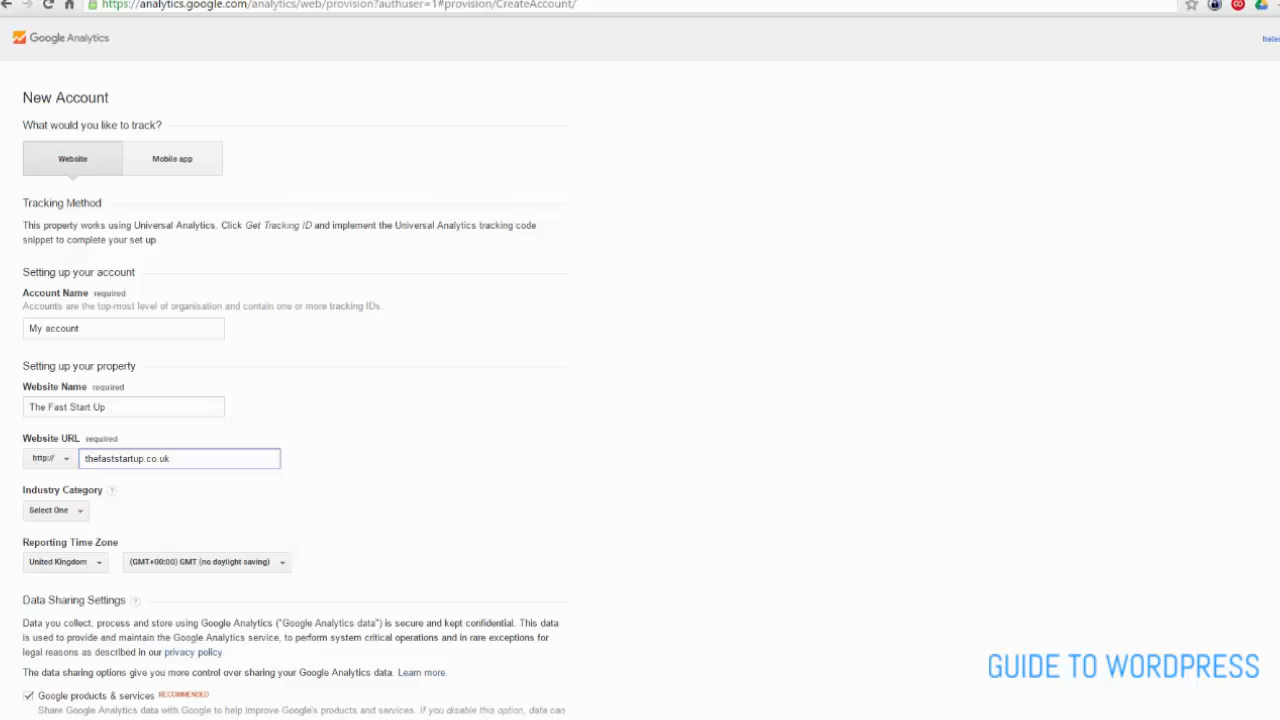 https://analytics.google.com/analytics/web/provision?authuser=1#provision/CreateAccount/
Google Analytics
New Account
What would you like to track?
Website
Mobile app
Tracking Method
This property works using Universal Analytics. Click Get Tracking ID and implement the Universal Analytics tracking code
snippet to complete your set up.
Setting up your account
Account Name required
Accounts are the top-most level of organisation and contain one or more tracking IDs.
My account
Setting up your property
Website Name required
The Fast Start Up
Website URL required
http://
thefaststartup.co.uk
Industry Category ?
Select One
Reporting Time Zone
United Kingdom
(GMT+00:00) GMT (no daylight saving)
Data Sharing Settings ?
Data you collect, process and store using Google Analytics ("Google Analytics data") is secure and kept confidential. This data
is used to provide and maintain the Google Analytics service, to perform system critical operations and in rare exceptions for
legal reasons as described in our privacy policy.
The data sharing options give you more control over sharing your Google Analytics data. Learn more.
Google products & services RECOMMENDED
Share Google Analytics data with Google to help improve Google's products and services. If you disable this option, data can
GUIDE TO WORDPRESS